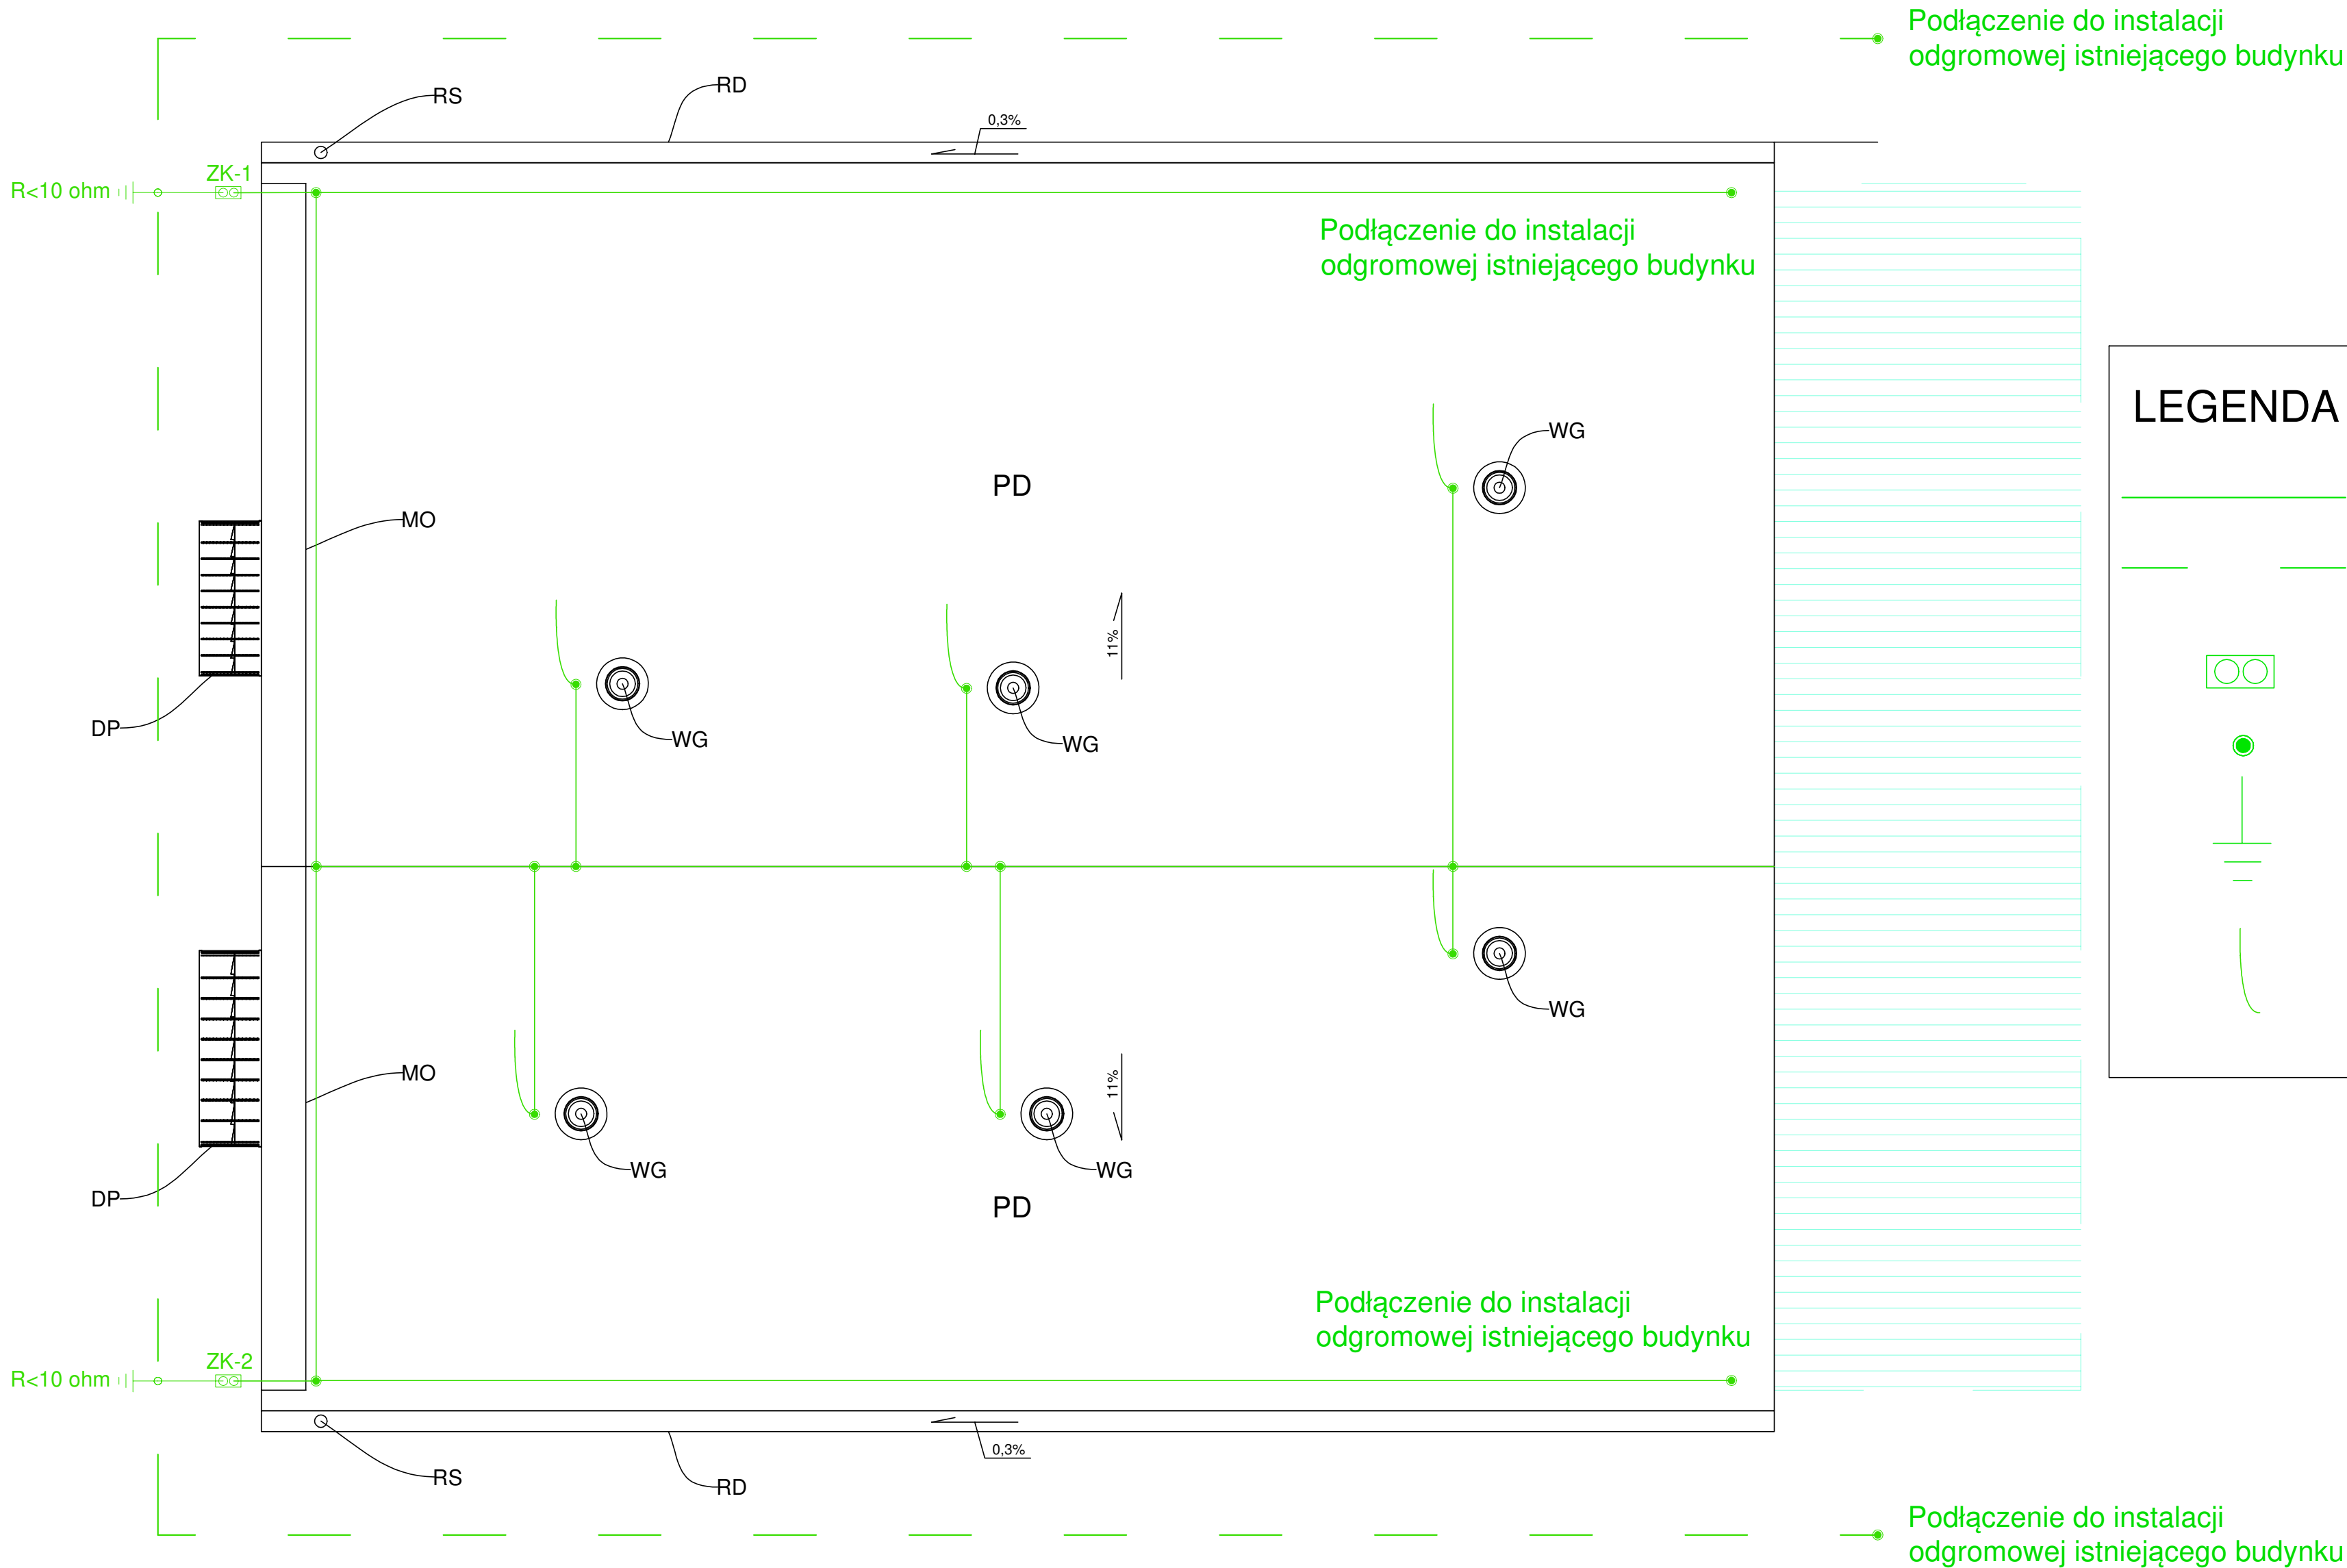 Podłączenie do instalacji
odgromowej istniejącego budynku
RS
RD
0,3%
ZK-1
R<10 ohm
Podłączenie do instalacji
odgromowej istniejącego budynku
LEGENDA
WG
PD
MO
11%
DP
WG
WG
WG
MO
11%
WG
WG
DP
PD
Podłączenie do instalacji
odgromowej istniejącego budynku
ZK-2
R<10 ohm
0,3%
RS
RD
Podłączenie do instalacji
odgromowej istniejącego budynku